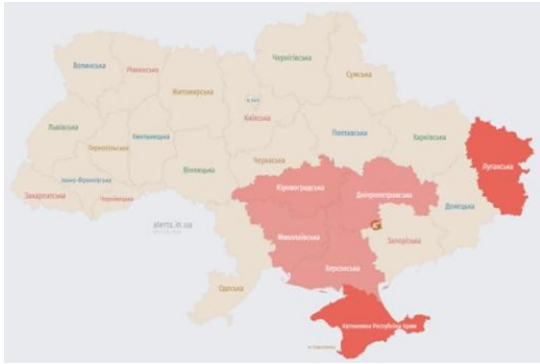 Чернігівська
Волинська
Рівненська
Сумська
Житомирська
Київська
Львівська
Тернопільська
Хмельницька
Полтавська
Харківська
Луганська
Вінницька
Черкаська
Івано-Франківська
Закарпатська
Чернівецька
Кіровоградська
Дніпропетровська
Донецька
alerts.in.ua
Миколаївська
Запорізька
Херсонська
Одеська
Автономна Республіка Крим